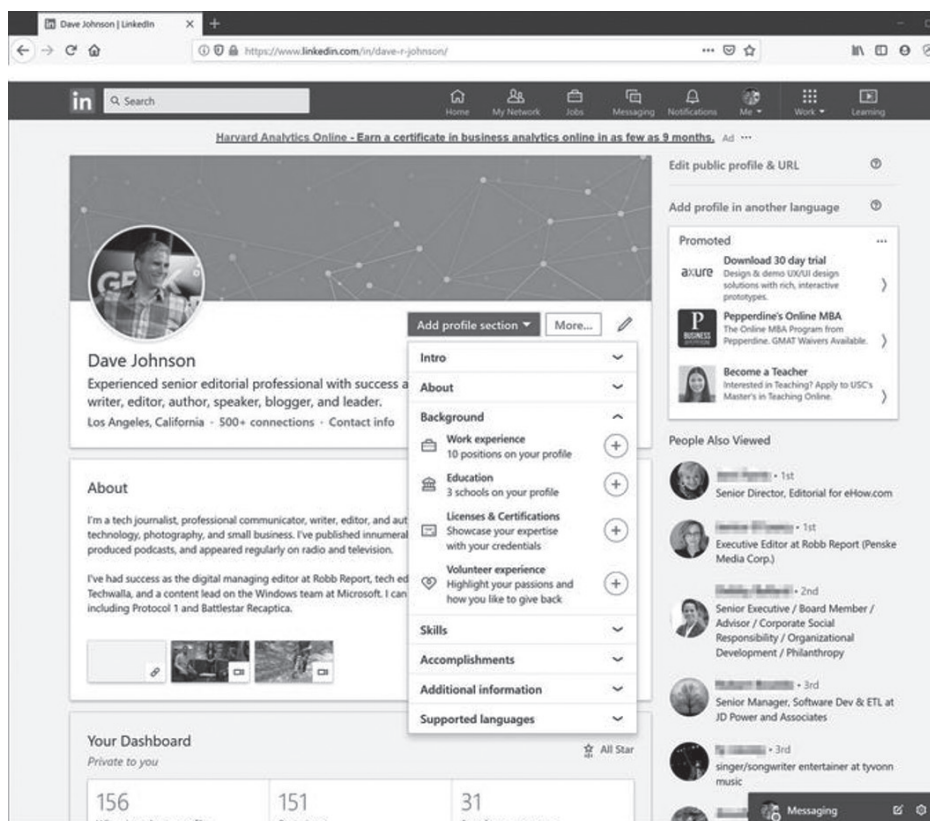 Dave Johnson | LinkedIn
https://www.linkedin.com/in/dave-r-johnson/
in
Search
Home
My Network
Jobs
Messaging
Notifications
Me
Work
Learning
Harvard Analytics Online - Earn a certificate in business analytics online in as few as 9 months. Ad
GEEK
Add profile section
More...
Dave Johnson
Experienced senior editorial professional with success a
writer, editor, author, speaker, blogger, and leader.
Los Angeles, California · 500+ connections · Contact info
Intro
About
Background
Work experience
10 positions on your profile
Education
3 schools on your profile
Licenses & Certifications
Showcase your expertise
with your credentials
Volunteer experience
Highlight your passions and
how you like to give back
Skills
Accomplishments
Additional information
Supported languages
About
I'm a tech journalist, professional communicator, writer, editor, and aut
technology, photography, and small business. I've published innumeral
produced podcasts, and appeared regularly on radio and television.
I've had success as the digital managing editor at Robb Report, tech ed
Techwalla, and a content lead on the Windows team at Microsoft. I can
including Protocol 1 and Battlestar Recaptica.
Your Dashboard
Private to you
All Star
156
151
31
Edit public profile & URL
Add profile in another language
Promoted
axure
Download 30 day trial
Design & demo UX/UI design
solutions with rich, interactive
prototypes.
P
BUSINESS
Pepperdine's Online MBA
The Online MBA Program from
Pepperdine. GMAT Waivers Available.
Become a Teacher
Interested in Teaching? Apply to USC's
Master's in Teaching Online.
People Also Viewed
• 1st
Senior Director, Editorial for eHow.com
• 1st
Executive Editor at Robb Report (Penske
Media Corp.)
• 2nd
Senior Executive / Board Member /
Advisor / Corporate Social
Responsibility / Organizational
Development / Philanthropy
• 3rd
Senior Manager, Software Dev & ETL at
JD Power and Associates
• 3rd
singer/songwriter entertainer at tyvonn
music
Messaging